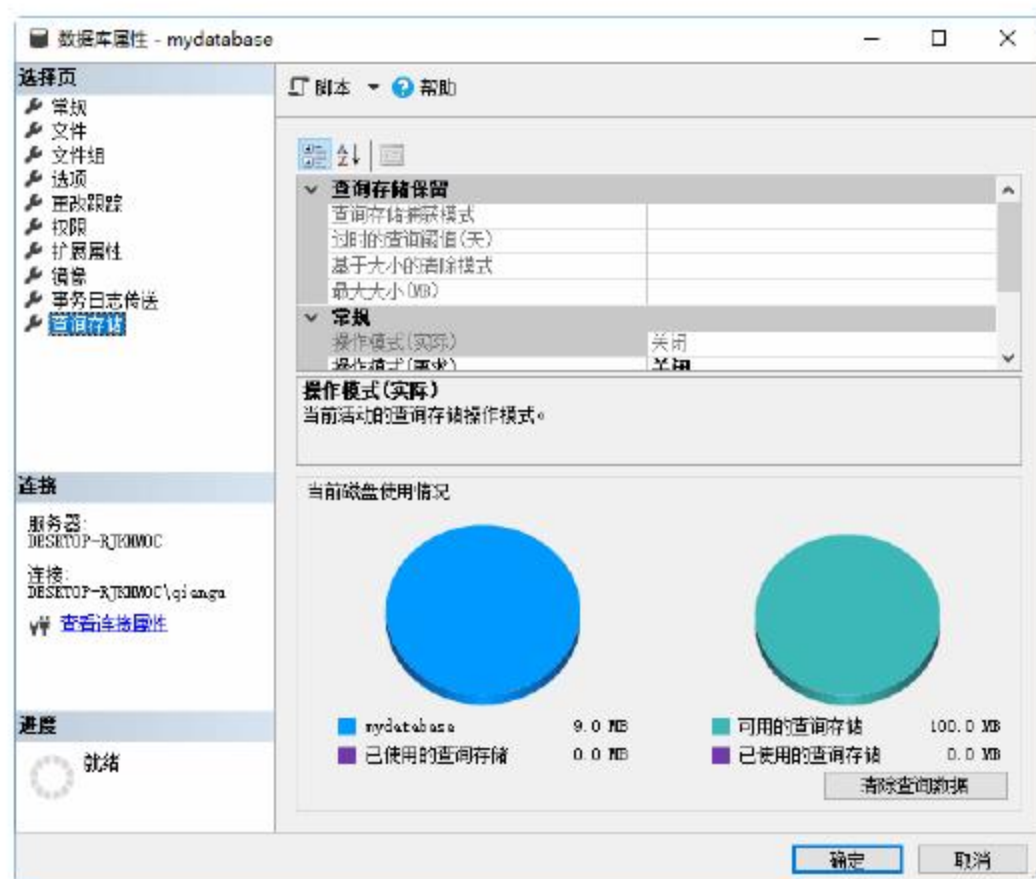 数据库属性 - mydatabase
选择页
常规
文件
文件组
选项
更改跟踪
权限
扩展属性
镜像
事务日志传送
查询存储
脚本
帮助
查询存储保留
查询存储捕获模式
过时的查询阈值(天)
基于大小的清除模式
最大大小(MB)
常规
操作模式(实际) 关闭
操作模式(需求) 关闭
操作模式(实际)
当前活动的查询存储操作模式。
连接
服务器:
连接:
查看连接属性
进度
就绪
当前磁盘使用情况
mydatabase 9.0 MB
已使用的查询存储 0.0 MB
可用的查询存储 100.0 MB
已使用的查询存储 0.0 MB
清除查询数据
确定
取消